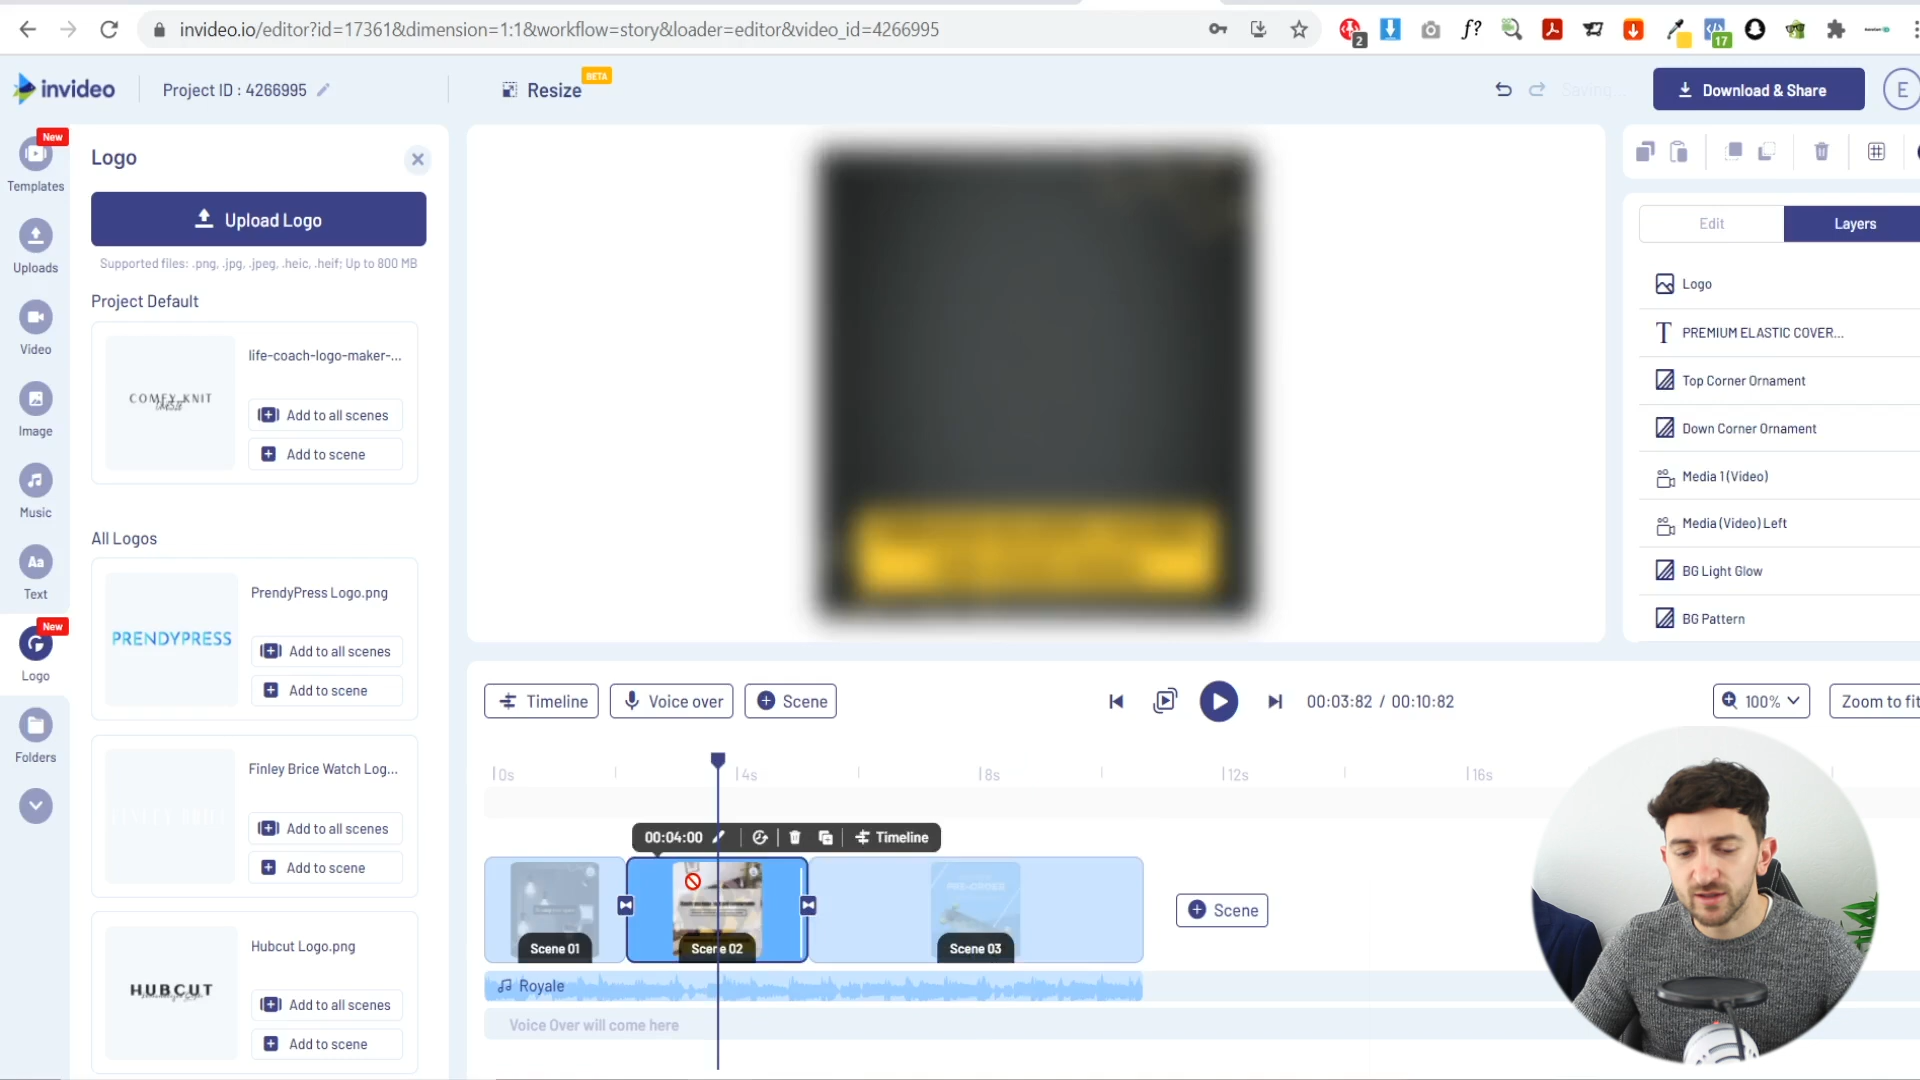 invideo.io/editor?id=17361&dimension=1:1&workflow=story&loader=editor&video_id=4266995
2
17
invideo
Project ID : 4266995
Resize
BETA
Saving...
Download & Share
E
New
Templates
Uploads
Video
Image
Music
Aa
Text
New
Logo
Folders
Logo
Upload Logo
Supported files: .png, .jpg, .jpeg, .heic, .heif; Up to 800 MB
Project Default
COMFY KNIT
life-coach-logo-maker-...
Add to all scenes
Add to scene
All Logos
PRENDYPRESS
PrendyPress Logo.png
Add to all scenes
Add to scene
Finley Brice Watch Log...
Add to all scenes
Add to scene
HUBCUT
Hubcut Logo.png
Add to all scenes
Add to scene
Edit
Layers
Logo
PREMIUM ELASTIC COVER...
Top Corner Ornament
Down Corner Ornament
Media 1 (Video)
Media (Video) Left
BG Light Glow
BG Pattern
Timeline
Voice over
Scene
00:03:82 / 00:10:82
100%
Zoom to fit
0s
4s
8s
12s
16s
00:04:00
Timeline
Scene 01
Scene 02
PRE-ORDER
Scene 03
Scene
Royale
Voice Over will come here